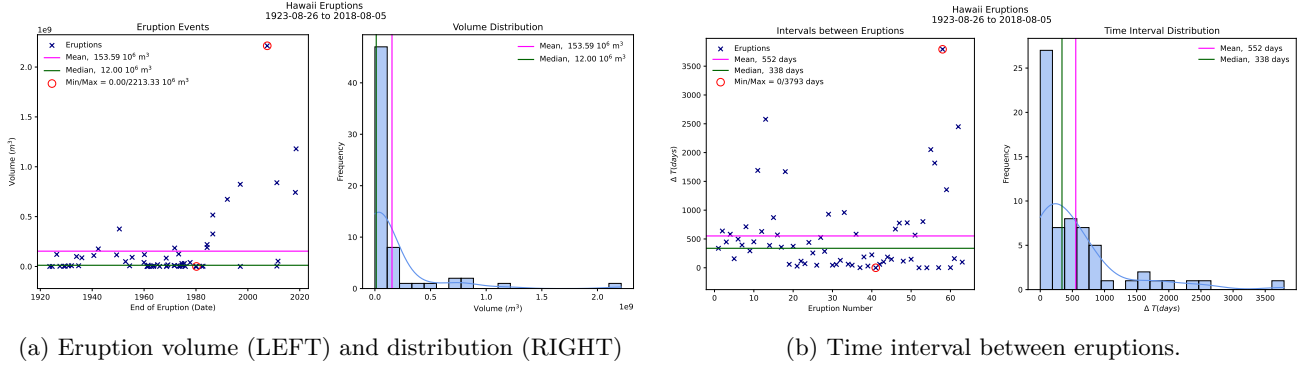 Hawaii Eruptions
1923-08-26 to 2018-08-05
Eruption Events
1e9
Eruptions
Mean, 153.59 10⁶ m³
Median, 12.00 10⁶ m³
Min/Max = 0.00/2213.33 10⁶ m³
Volume (m³)
2.0
1.5
1.0
0.5
0.0
1920 1940 1960 1980 2000 2020
End of Eruption (Date)
Volume Distribution
Mean, 153.59 10⁶ m³
Median, 12.00 10⁶ m³
Frequency
40
30
20
10
0
0.0 0.5 1.0 1.5 2.0
1e9
Volume (m³)
(a) Eruption volume (LEFT) and distribution (RIGHT)
Hawaii Eruptions
1923-08-26 to 2018-08-05
Intervals between Eruptions
Eruptions
Mean, 552 days
Median, 338 days
Min/Max = 0/3793 days
Δ T(days)
3500
3000
2500
2000
1500
1000
500
0
0 10 20 30 40 50 60
Eruption Number
Time Interval Distribution
Mean, 552 days
Median, 338 days
Frequency
25
20
15
10
5
0
0 500 1000 1500 2000 2500 3000 3500
Δ T(days)
(b) Time interval between eruptions.